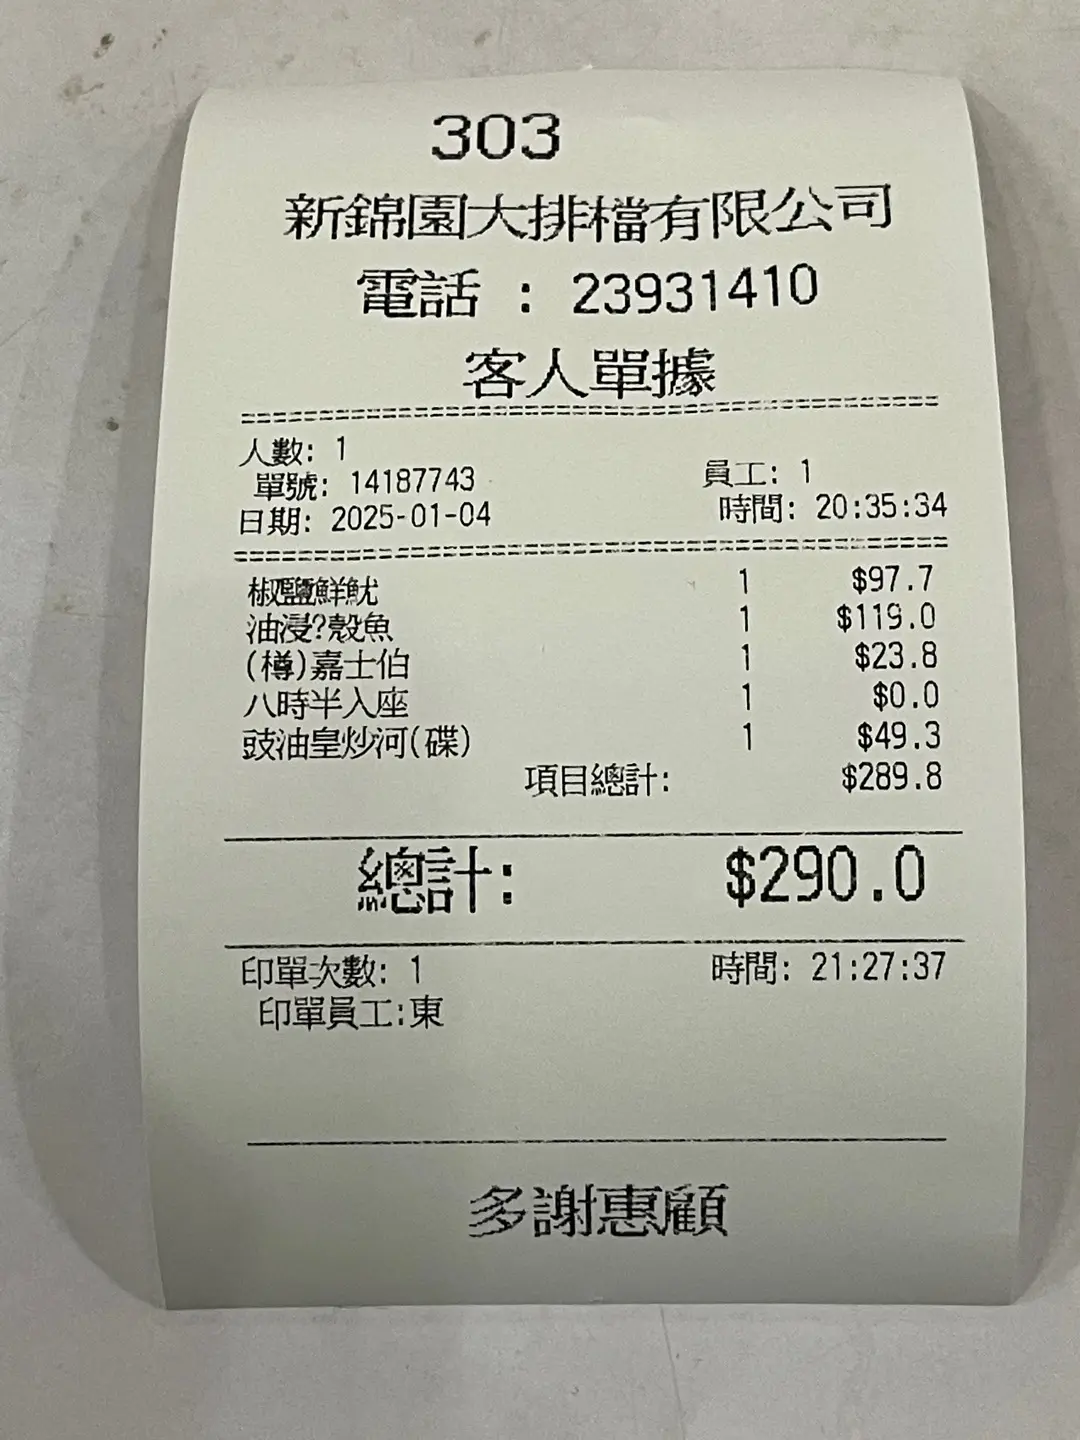 303
新錦園大排檔有限公司
電話 : 23931410
客人單據
人數: 1
單號: 14187743 員工: 1
日期: 2025-01-04 時間: 20:35:34
椒鹽鮮魷 1 $97.7
油浸?殼魚 1 $119.0
(樽)嘉士伯 1 $23.8
八時半入座 1 $0.0
豉油皇炒河(碟) 1 $49.3
項目總計: $289.8
總計: $290.0
印單次數: 1 時間: 21:27:37
印單員工:東
多謝惠顧